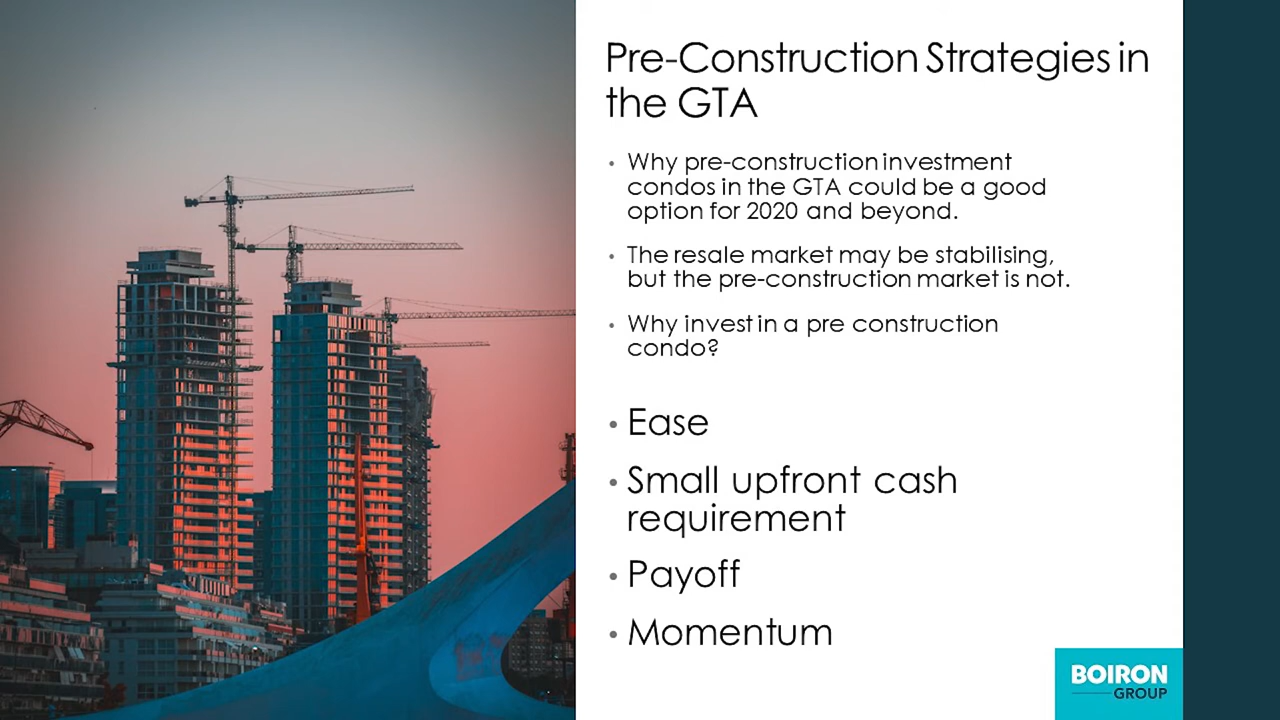 Pre-Construction Strategies in
the GTA
• Why pre-construction investment
condos in the GTA could be a good
option for 2020 and beyond.
• The resale market may be stabilising,
but the pre-construction market is not.
• Why invest in a pre construction
condo?
• Ease
• Small upfront cash
requirement
• Payoff
• Momentum
BOIRON
GROUP